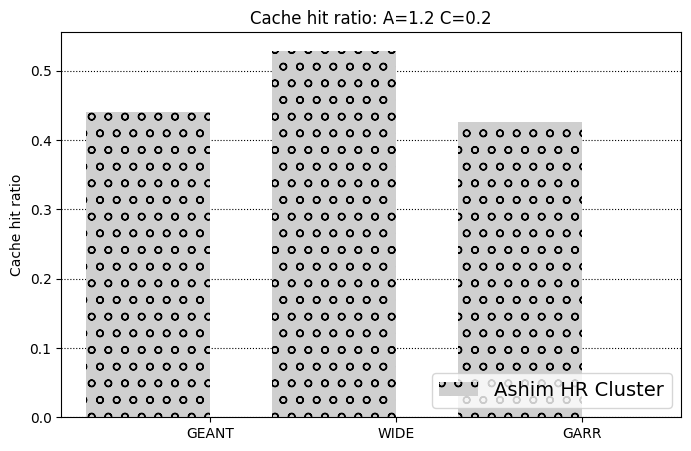 Cache hit ratio: A=1.2 C=0.2
Cache hit ratio
0.5
0.4
0.3
0.2
0.1
0.0
Ashim HR Cluster
GEANT WIDE GARR